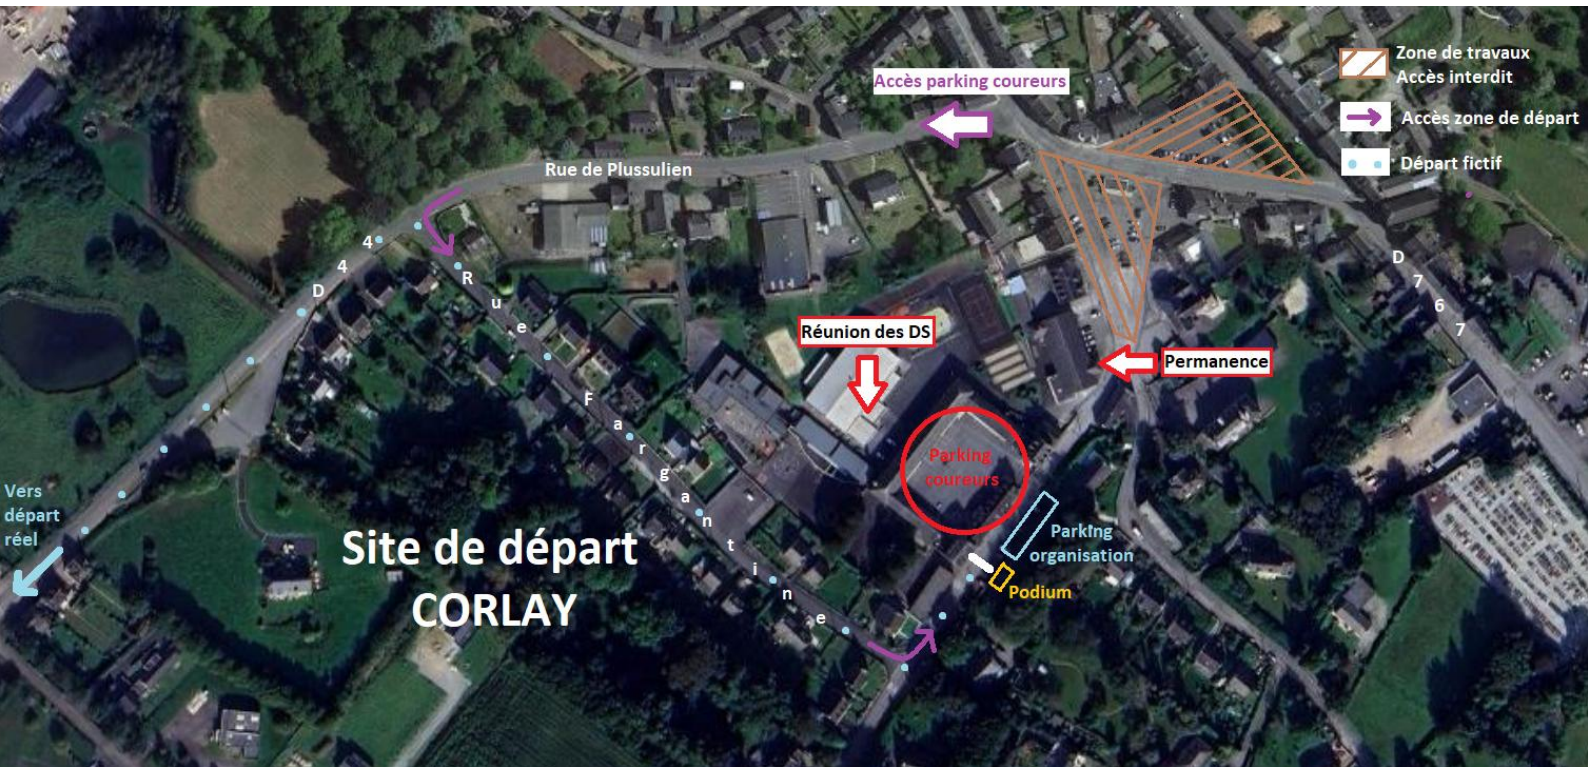 Zone de travaux
Accès interdit
Accès zone de départ
Départ fictif
Accès parking coureurs
Rue de Plussulien
D 4 4
Rue Fargantine
D 7 6 7
Réunion des DS
Permanence
Parking
coureurs
Parking
organisation
Podium
Vers
départ
réel
Site de départ
CORLAY